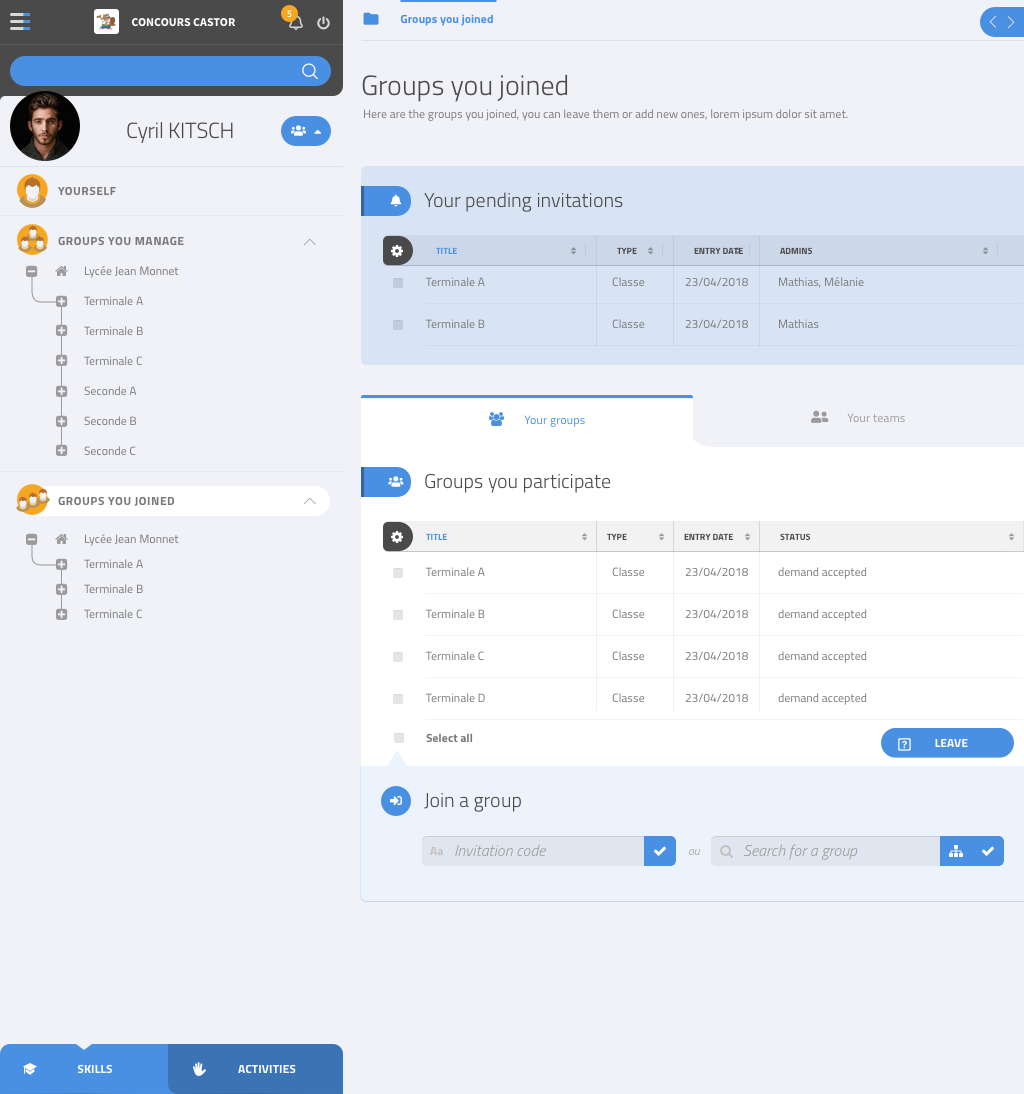 CONCOURS CASTOR
5
Cyril KITSCH
YOURSELF
GROUPS YOU MANAGE
Lycée Jean Monnet
Terminale A
Terminale B
Terminale C
Seconde A
Seconde B
Seconde C
GROUPS YOU JOINED
Lycée Jean Monnet
Terminale A
Terminale B
Terminale C
SKILLS
ACTIVITIES
Groups you joined
Groups you joined
Here are the groups you joined, you can leave them or add new ones, lorem ipsum dolor sit amet.
Your pending invitations
TITLE TYPE ENTRY DATE ADMINS
Terminale A Classe 23/04/2018 Mathias, Mélanie
Terminale B Classe 23/04/2018 Mathias
Your groups
Your teams
Groups you participate
TITLE TYPE ENTRY DATE STATUS
Terminale A Classe 23/04/2018 demand accepted
Terminale B Classe 23/04/2018 demand accepted
Terminale C Classe 23/04/2018 demand accepted
Terminale D Classe 23/04/2018 demand accepted
Select all
? LEAVE
Join a group
Aa Invitation code ou Search for a group